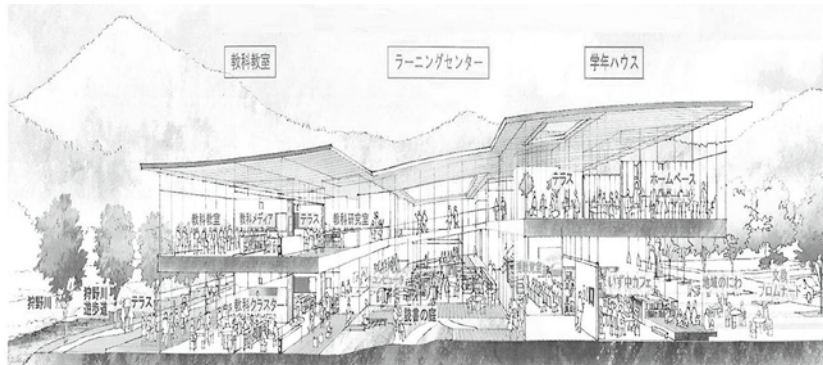 教科教室
ラーニングセンター
学年ハウス
テラス
ホームベース
教科教室
教科メディア
テラス
教科研究室
狩野川
狩野川
遊歩道
テラス
教科クラスター
読書の庭
いず中カフェ
地域のにわ
文徳
プロムナード